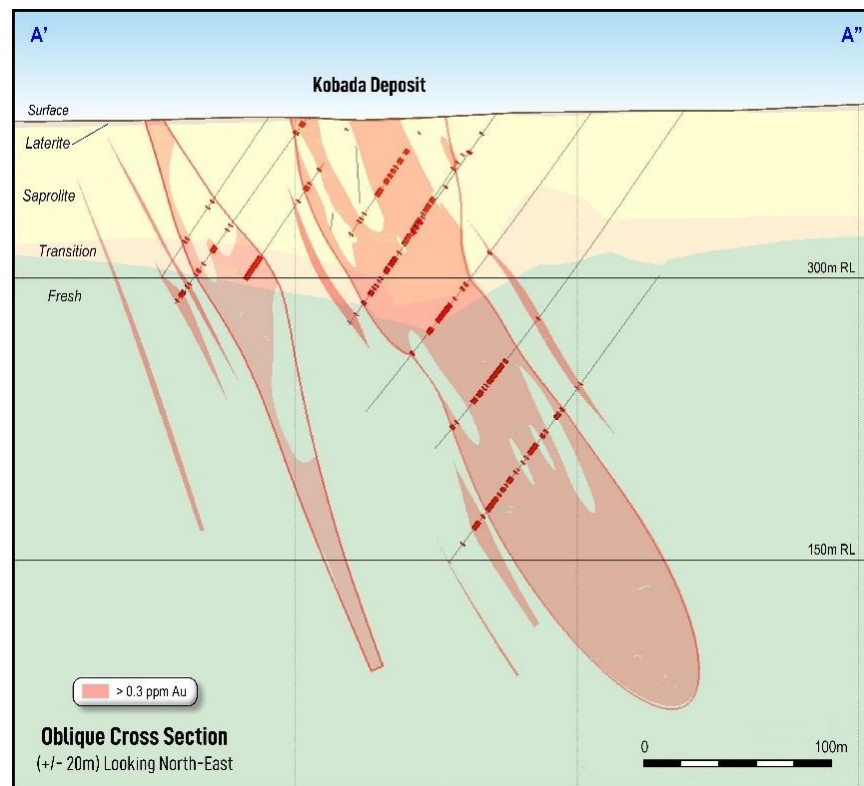 A’
A”
Kobada Deposit
Surface
Laterite
Saprolite
Transition
300m RL
Fresh
150m RL
> 0.3 ppm Au
Oblique Cross Section
(+/- 20m) Looking North-East
0
100m